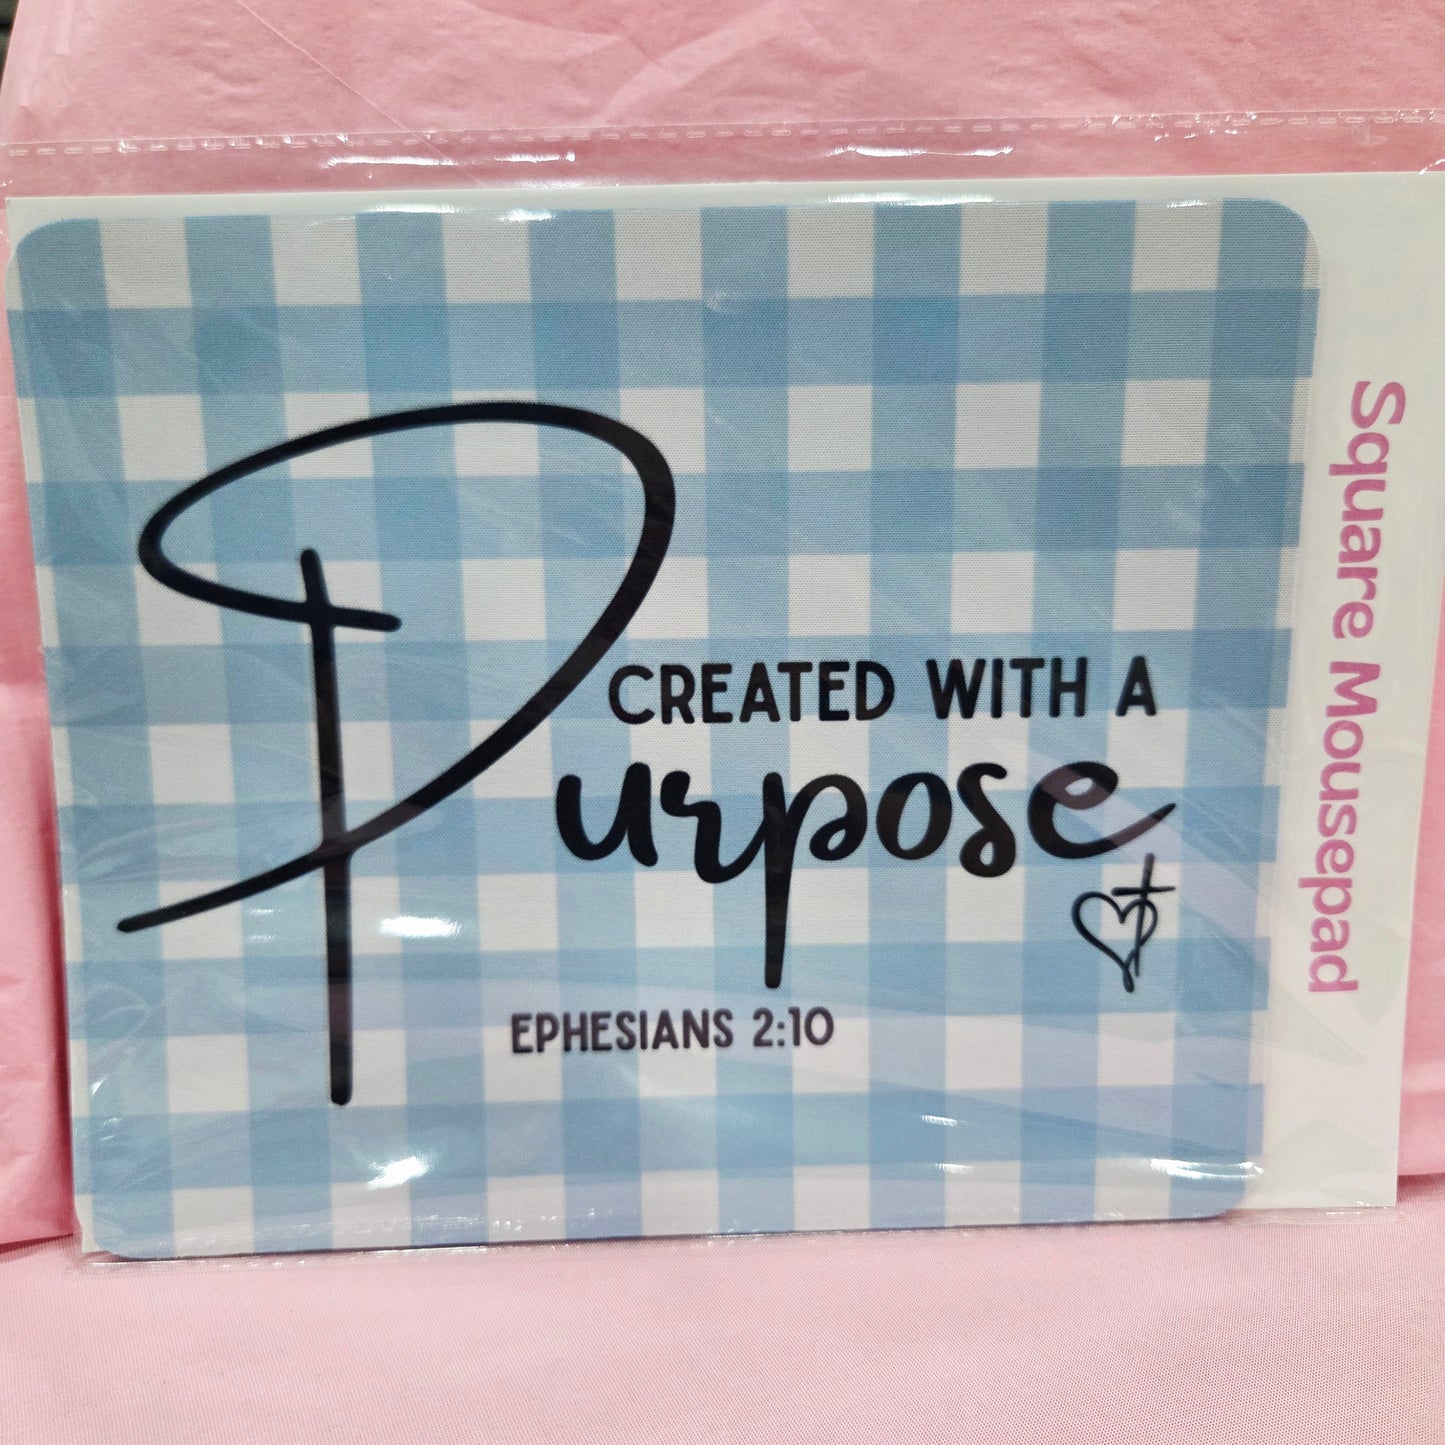 CREATED WITH A
Purpose
EPHESIANS 2:10
Square Mousepad